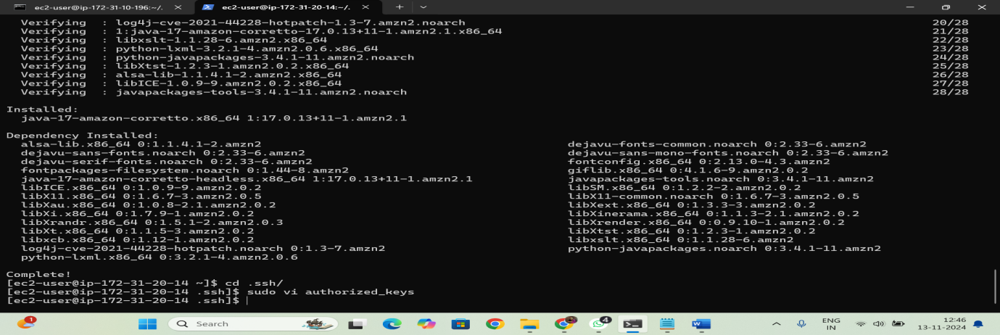 ec2-user@ip-172-31-10-196:~/. ec2-user@ip-172-31-20-14:~/.
Verifying : log4j-cve-2021-44228-hotpatch-1.3-7.amzn2.noarch 20/28
Verifying : 1:java-17-amazon-corretto-17.0.13+11-1.amzn2.1.x86_64 21/28
Verifying : libxslt-1.1.28-6.amzn2.x86_64 22/28
Verifying : python-lxml-3.2.1-4.amzn2.0.6.x86_64 23/28
Verifying : python-javapackages-3.4.1-11.amzn2.noarch 24/28
Verifying : libXtst-1.2.3-1.amzn2.0.2.x86_64 25/28
Verifying : alsa-lib-1.1.4.1-2.amzn2.x86_64 26/28
Verifying : libICE-1.0.9-9.amzn2.0.2.x86_64 27/28
Verifying : javapackages-tools-3.4.1-11.amzn2.noarch 28/28
Installed:
java-17-amazon-corretto.x86_64 1:17.0.13+11-1.amzn2.1
Dependency Installed:
alsa-lib.x86_64 0:1.1.4.1-2.amzn2 dejavu-fonts-common.noarch 0:2.33-6.amzn2
dejavu-sans-fonts.noarch 0:2.33-6.amzn2 dejavu-sans-mono-fonts.noarch 0:2.33-6.amzn2
dejavu-serif-fonts.noarch 0:2.33-6.amzn2 fontconfig.x86_64 0:2.13.0-4.3.amzn2
fontpackages-filesystem.noarch 0:1.44-8.amzn2 giflib.x86_64 0:4.1.6-9.amzn2.0.2
java-17-amazon-corretto-headless.x86_64 1:17.0.13+11-1.amzn2.1 javapackages-tools.noarch 0:3.4.1-11.amzn2
libICE.x86_64 0:1.0.9-9.amzn2.0.2 libSM.x86_64 0:1.2.2-2.amzn2.0.2
libX11.x86_64 0:1.6.7-3.amzn2.0.5 libX11-common.noarch 0:1.6.7-3.amzn2.0.5
libXau.x86_64 0:1.0.8-2.1.amzn2.0.2 libXext.x86_64 0:1.3.3-3.amzn2.0.2
libXi.x86_64 0:1.7.9-1.amzn2.0.2 libXinerama.x86_64 0:1.1.3-2.1.amzn2.0.2
libXrandr.x86_64 0:1.5.1-2.amzn2.0.3 libXrender.x86_64 0:0.9.10-1.amzn2.0.2
libXt.x86_64 0:1.1.5-3.amzn2.0.2 libXtst.x86_64 0:1.2.3-1.amzn2.0.2
libxcb.x86_64 0:1.12-1.amzn2.0.2 libxslt.x86_64 0:1.1.28-6.amzn2
log4j-cve-2021-44228-hotpatch.noarch 0:1.3-7.amzn2 python-javapackages.noarch 0:3.4.1-11.amzn2
python-lxml.x86_64 0:3.2.1-4.amzn2.0.6
Complete!
[ec2-user@ip-172-31-20-14 ~]$ cd .ssh/
[ec2-user@ip-172-31-20-14 .ssh]$ sudo vi authorized_keys
[ec2-user@ip-172-31-20-14 .ssh]$
1 Search 4 ENG 12:46
IN 13-11-2024